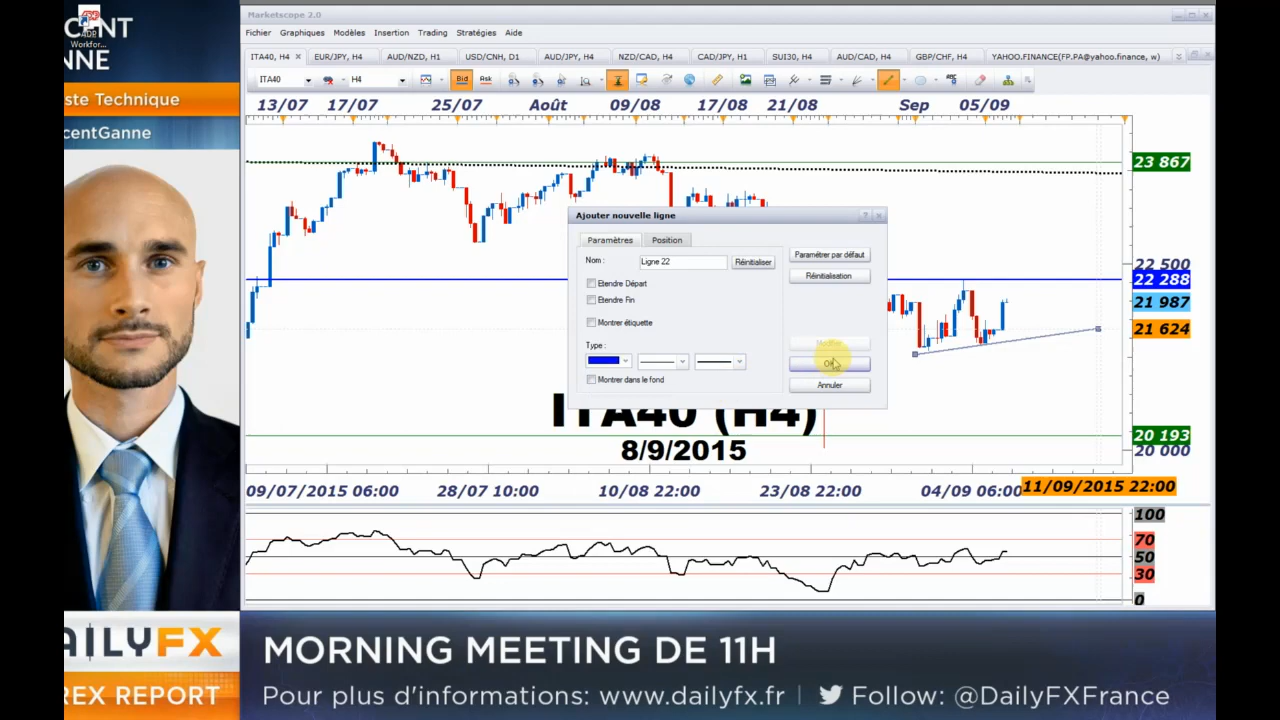 CENT
NNE
ADP
Workfor...
ste Technique
centGanne
AILYFX
REX REPORT
Marketscope 2.0
Fichier Graphiques Modèles Insertion Trading Stratégies Aide
ITA40, H4 EUR/JPY, H4 AUD/NZD, H1 USD/CNH, D1 AUD/JPY, H4 NZD/CAD, H4 CAD/JPY, H1 SUI30, H4 AUD/CAD, H4 GBP/CHF, H4 YAHOO.FINANCE(FP.PA@yahoo.finance, w)
ITA40 H4 Bid Ask
13/07 17/07 25/07 Août 09/08 17/08 21/08 Sep 05/09
23 867
22 500
22 288
21 987
21 624
20 193
20 000
Ajouter nouvelle ligne
Paramètres Position
Nom : Ligne 22 Réinitialiser
Etendre Départ
Etendre Fin
Montrer étiquette
Type :
Montrer dans le fond
Paramétrer par défaut
Réinitialisation
Annuler
ITA40 (H4)
8/9/2015
09/07/2015 06:00 28/07 10:00 10/08 22:00 23/08 22:00 04/09 06:00 11/09/2015 22:00
100
70
50
30
0
MORNING MEETING DE 11H
Pour plus d'informations: www.dailyfx.fr | Follow: @DailyFXFrance